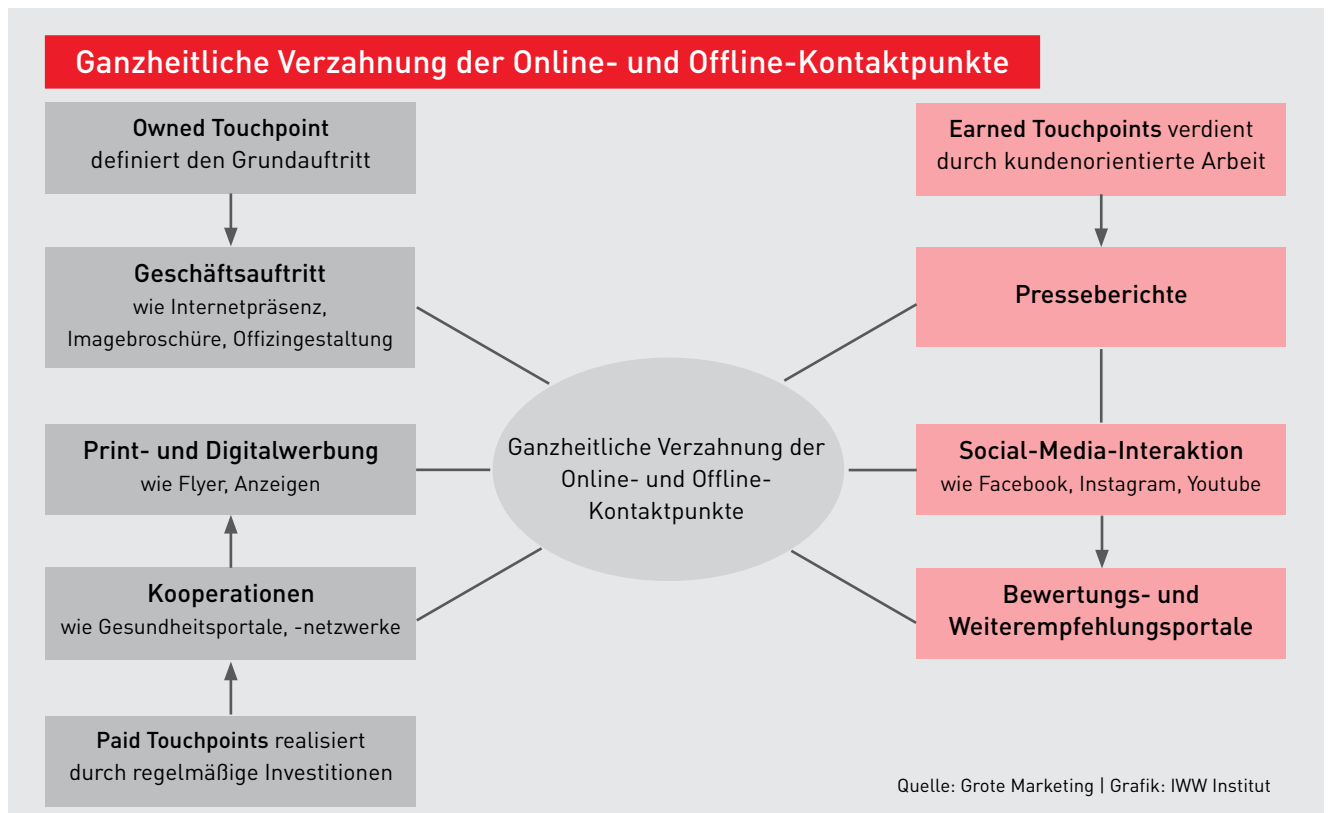 Ganzheitliche Verzahnung der Online- und Offline-Kontaktpunkte
Owned Touchpoint
definiert den Grundauftritt
Geschäftsauftritt
wie Internetpräsenz,
Imagebroschüre, Offizingestaltung
Print- und Digitalwerbung
wie Flyer, Anzeigen
Kooperationen
wie Gesundheitsportale, -netzwerke
Paid Touchpoints realisiert
durch regelmäßige Investitionen
Ganzheitliche Verzahnung der
Online- und Offline-
Kontaktpunkte
Earned Touchpoints verdient
durch kundenorientierte Arbeit
Presseberichte
Social-Media-Interaktion
wie Facebook, Instagram, Youtube
Bewertungs- und
Weiterempfehlungsportale
Quelle: Grote Marketing | Grafik: IWW Institut